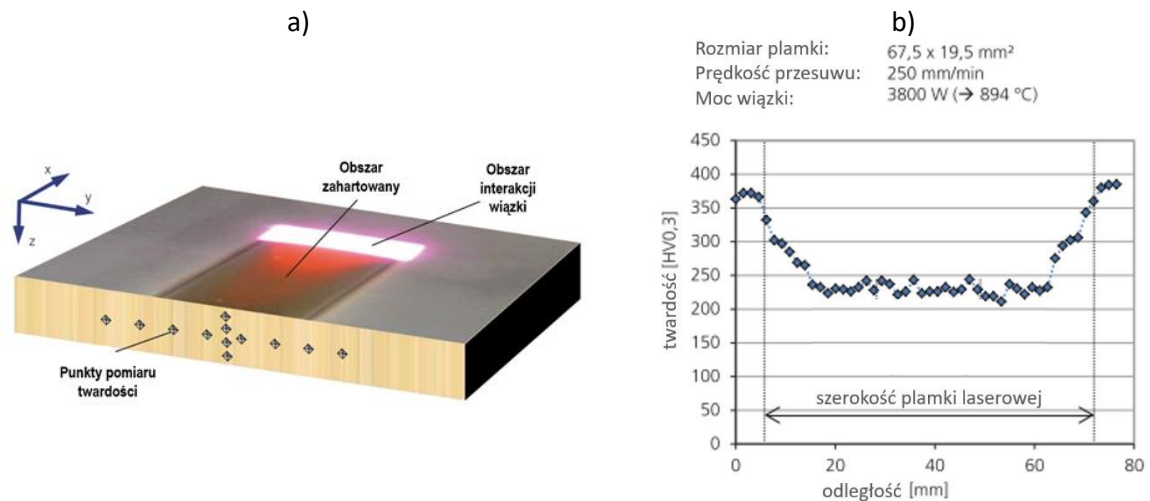 a)
x
y
z
Obszar
zahartowany
Obszar
interakcji
wiązki
Punkty pomiaru
twardości
b)
Rozmiar plamki: 67,5 x 19,5 mm²
Prędkość przesuwu: 250 mm/min
Moc wiązki: 3800 W (→ 894 °C)
twardość [HV0,3]
450
400
350
300
250
200
150
100
50
0
szerokość plamki laserowej
0 20 40 60 80
odległość [mm]